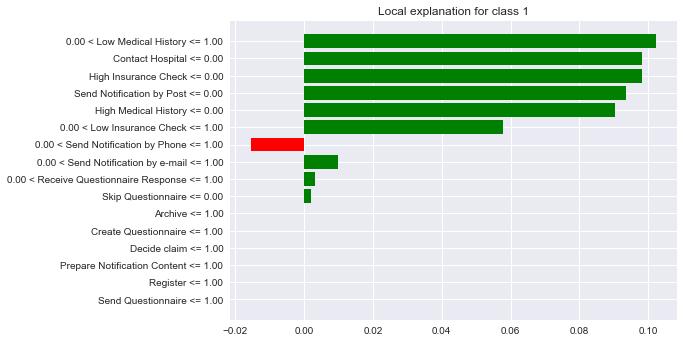 Local explanation for class 1
0.00 < Low Medical History <= 1.00
Contact Hospital <= 0.00
High Insurance Check <= 0.00
Send Notification by Post <= 0.00
High Medical History <= 0.00
0.00 < Low Insurance Check <= 1.00
0.00 < Send Notification by Phone <= 1.00
0.00 < Send Notification by e-mail <= 1.00
0.00 < Receive Questionnaire Response <= 1.00
Skip Questionnaire <= 0.00
Archive <= 1.00
Create Questionnaire <= 1.00
Decide claim <= 1.00
Prepare Notification Content <= 1.00
Register <= 1.00
Send Questionnaire <= 1.00
−0.02 0.00 0.02 0.04 0.06 0.08 0.10